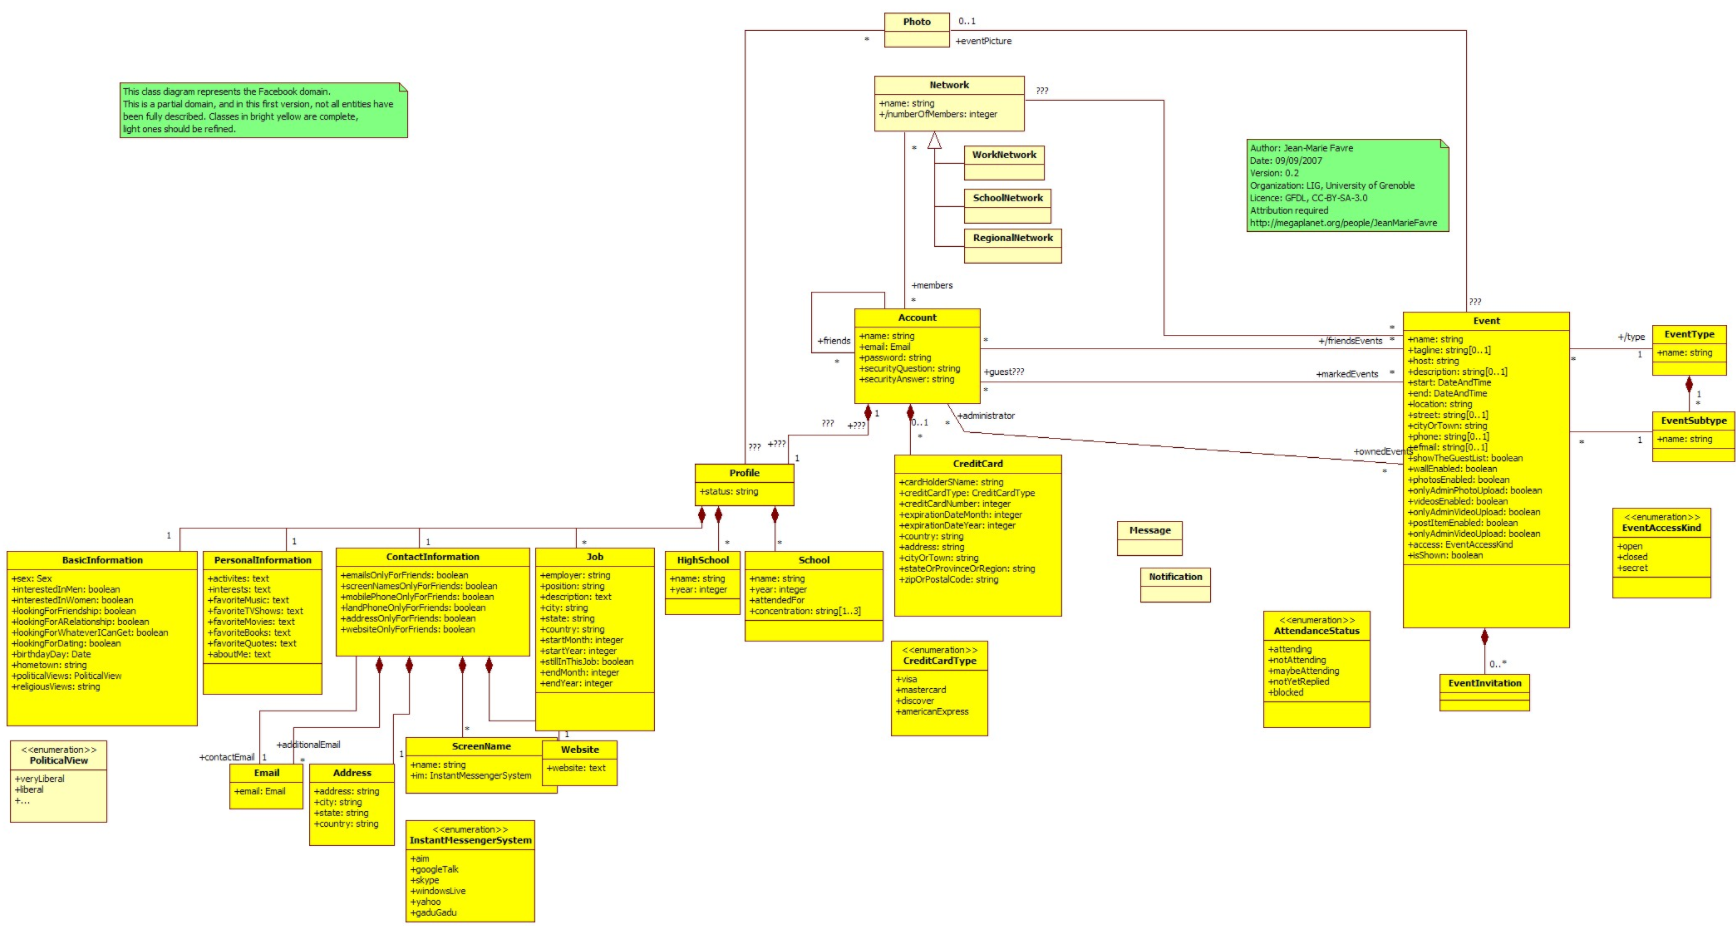 Photo
0..1
*
+eventPicture
This class diagram represents the Facebook domain.
This is a partial domain, and in this first version, not all entities have
been fully described. Classes in bright yellow are complete,
light ones should be refined.
Network
+name: string
+/numberOfMembers: integer
???
*
WorkNetwork
SchoolNetwork
RegionalNetwork
Author: Jean-Marie Favre
Date: 09/09/2007
Version: 0.2
Organization: LIG, University of Grenoble
Licence: GFDL, CC-BY-SA-3.0
Attribution required
http://megaplanet.org/people/JeanMarieFavre
+members
*
???
Account
+name: string
+email: Email
+password: string
+securityQuestion: string
+securityAnswer: string
+friends
*
*
*
+/friendsEvents
*
+guest???
*
+markedEvents
*
+administrator
*
+ownedEvents
*
Event
+name: string
+tagline: string[0..1]
+host: string
+description: string[0..1]
+start: DateAndTime
+end: DateAndTime
+location: string
+street: string[0..1]
+cityOrTown: string
+phone: string[0..1]
+efmail: string[0..1]
+showTheGuestList: boolean
+wallEnabled: boolean
+photosEnabled: boolean
+onlyAdminPhotoUpload: boolean
+videosEnabled: boolean
+onlyAdminVideoUpload: boolean
+postItemEnabled: boolean
+onlyAdminVideoUpload: boolean
+access: EventAccessKind
+isShown: boolean
+/type
*
1
EventType
+name: string
1
*
EventSubtype
+name: string
*
1
1
0..1
*
???
+???
???
+???
1
Profile
+status: string
CreditCard
+cardHolderSName: string
+creditCardType: CreditCardType
+creditCardNumber: integer
+expirationDateMonth: integer
+expirationDateYear: integer
+country: string
+address: string
+cityOrTown: string
+stateOrProvinceOrRegion: string
+zipOrPostalCode: string
Message
Notification
<<enumeration>>
EventAccessKind
+open
+closed
+secret
1
1
1
*
*
*
BasicInformation
+sex: Sex
+interestedInMen: boolean
+interestedInWomen: boolean
+lookingForFriendship: boolean
+lookingForARelationship: boolean
+lookingForWhateverICanGet: boolean
+lookingForDating: boolean
+birthdayDay: Date
+hometown: string
+politicalViews: PoliticalView
+religiousViews: string
PersonalInformation
+activites: text
+interests: text
+favoriteMusic: text
+favoriteTVShows: text
+favoriteMovies: text
+favoriteBooks: text
+favoriteQuotes: text
+aboutMe: text
ContactInformation
+emailsOnlyForFriends: boolean
+screenNamesOnlyForFriends: boolean
+mobilePhoneOnlyForFriends: boolean
+landPhoneOnlyForFriends: boolean
+addressOnlyForFriends: boolean
+websiteOnlyForFriends: boolean
Job
+employer: string
+position: string
+description: text
+city: string
+state: string
+country: string
+startMonth: integer
+startYear: integer
+stillInThisJob: boolean
+endMonth: integer
+endYear: integer
HighSchool
+name: string
+year: integer
School
+name: string
+year: integer
+attendedFor
+concentration: string[1..3]
<<enumeration>>
CreditCardType
+visa
+mastercard
+discover
+americanExpress
<<enumeration>>
AttendanceStatus
+attending
+notAttending
+maybeAttending
+notYetReplied
+blocked
0..*
EventInvitation
<<enumeration>>
PoliticalView
+veryLiberal
+liberal
+...
+contactEmail
1
+additionalEmail
*
1
*
1
Email
+email: Email
Address
+address: string
+city: string
+state: string
+country: string
ScreenName
+name: string
+im: InstantMessengerSystem
Website
+website: text
<<enumeration>>
InstantMessengerSystem
+aim
+googleTalk
+skype
+windowsLive
+yahoo
+gaduGadu